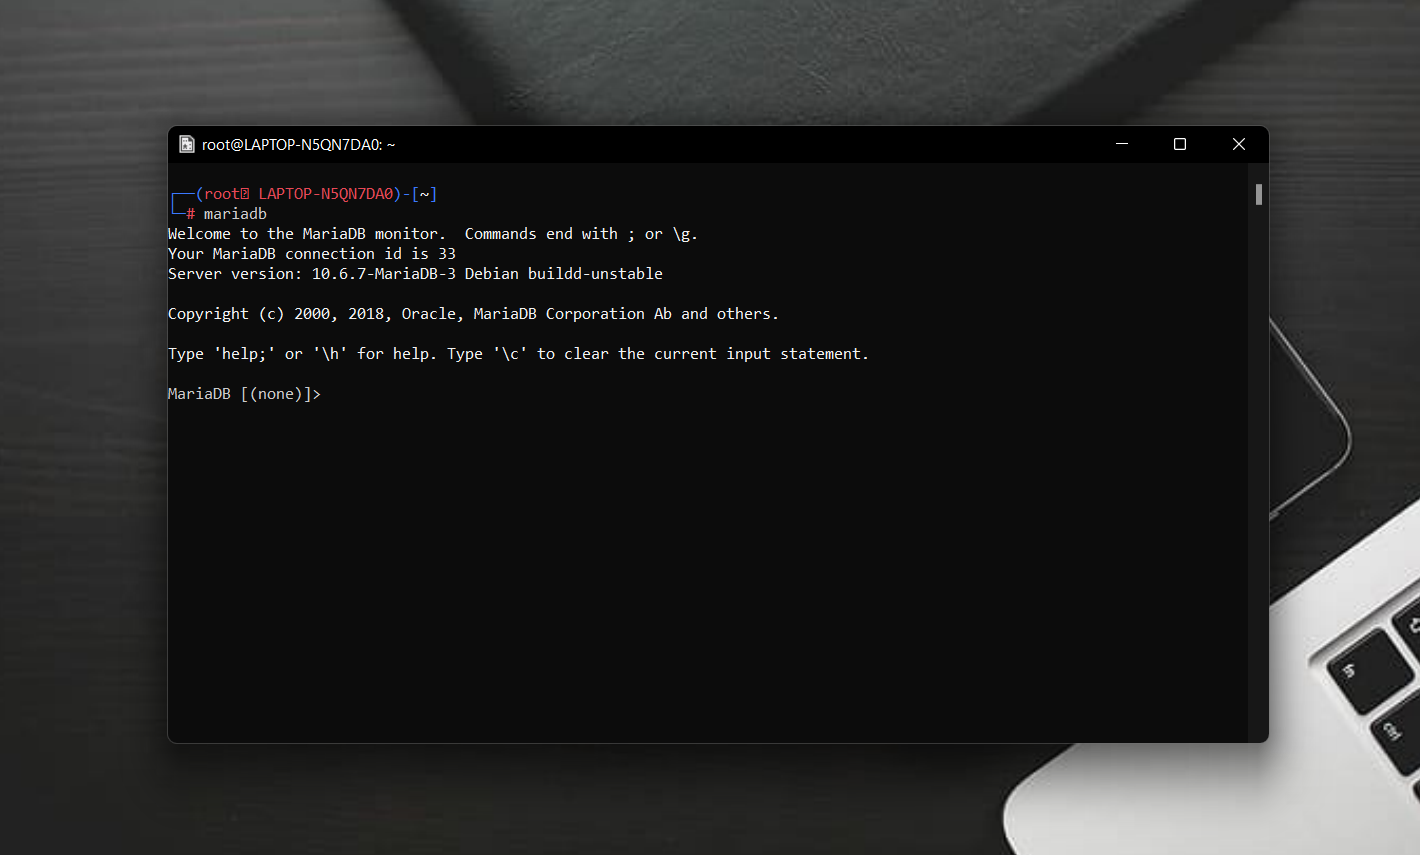 root@LAPTOP-N5QN7DA0: ~
┌──(root LAPTOP-N5QN7DA0)-[~]
└─# mariadb
Welcome to the MariaDB monitor.  Commands end with ; or \g.
Your MariaDB connection id is 33
Server version: 10.6.7-MariaDB-3 Debian buildd-unstable
Copyright (c) 2000, 2018, Oracle, MariaDB Corporation Ab and others.
Type 'help;' or '\h' for help. Type '\c' to clear the current input statement.
MariaDB [(none)]>
fn
ctrl